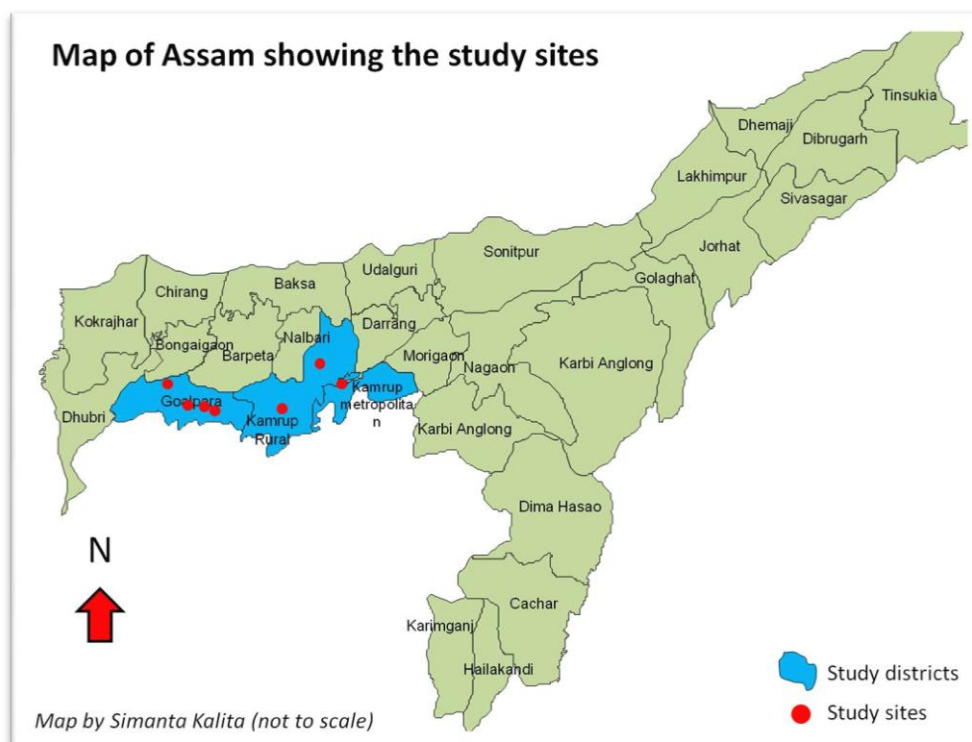 Map of Assam showing the study sites
Tinsukia
Dhemaji
Dibrugarh
Lakhimpur
Sivasagar
Jorhat
Sonitpur
Golaghat
Udalguri
Baksa
Chirang
Kokrajhar
Darrang
Nalbari
Bongaigaon
Barpeta
Morigaon
Nagaon
Karbi Anglong
Kamrup
metropolita
n
Goalpara
Dhubri
Kamrup
Rural
Karbi Anglong
Dima Hasao
N
Cachar
Karimganj
Hailakandi
Study districts
Study sites
Map by Simanta Kalita (not to scale)